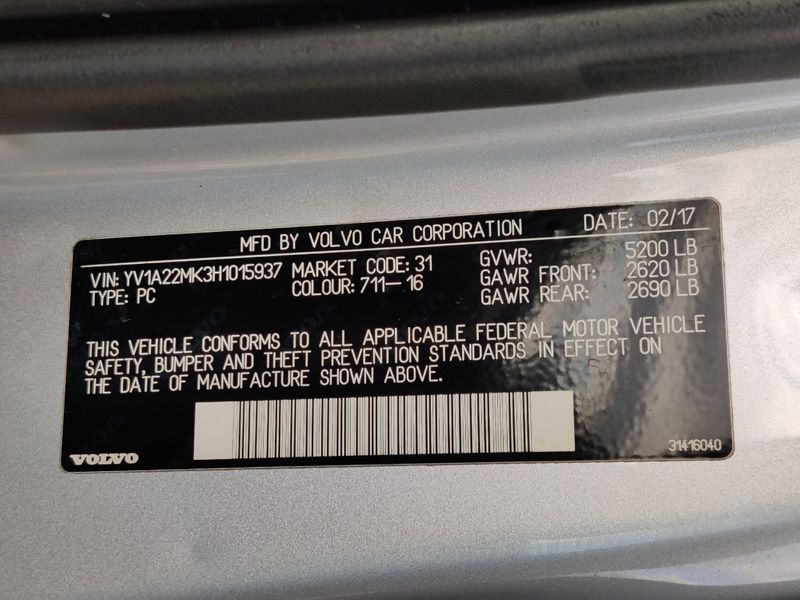 MFD BY VOLVO CAR CORPORATION DATE: 02/17
VIN: YV1A22MK3H1015937 MARKET CODE: 31 GVWR: 5200 LB
TYPE: PC COLOUR: 711-16 GAWR FRONT: 2620 LB
GAWR REAR: 2690 LB
THIS VEHICLE CONFORMS TO ALL APPLICABLE FEDERAL MOTOR VEHICLE
SAFETY, BUMPER AND THEFT PREVENTION STANDARDS IN EFFECT ON
THE DATE OF MANUFACTURE SHOWN ABOVE.
VOLVO 31416040